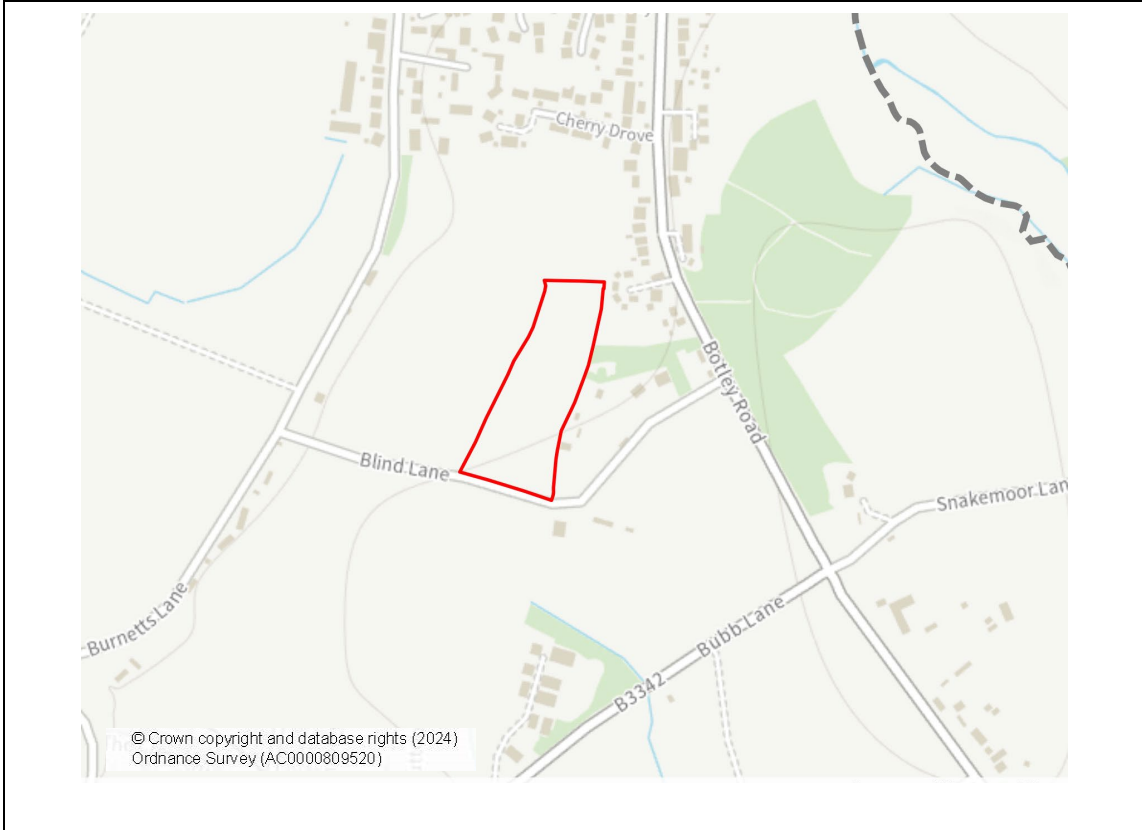 Cherry Drove
Botley Road
Blind Lane
Snakemoor Lan
Burnetts Lane
Bubb Lane
B3342
© Crown copyright and database rights (2024)
Ordnance Survey (AC0000809520)